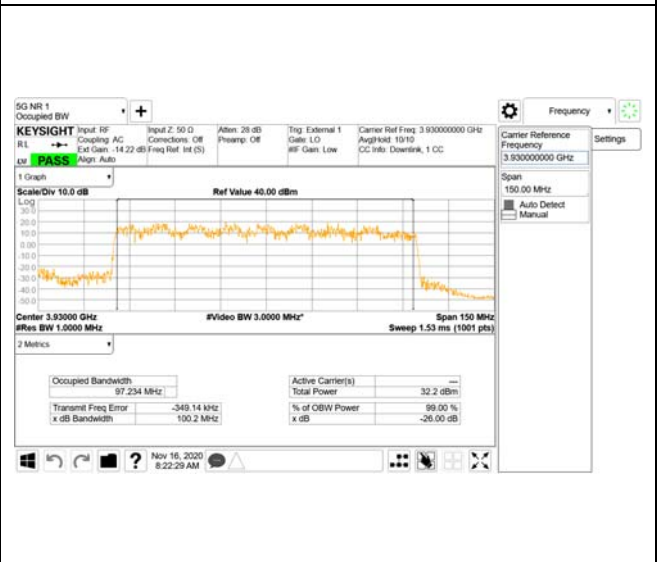 5G NR 1
Occupied BW
Frequency
KEYSIGHT
R L
PASS
Input: RF
Coupling: AC
Ext Gain: -14.22 dB
Align: Auto
Input Z: 50 Ω
Corrections: Off
Freq Ref: Int (S)
Atten: 28 dB
Preamp: Off
Trig: External 1
Gate: LO
#IF Gain: Low
Carrier Ref Freq: 3.930000000 GHz
Avg|Hold: 10/10
CC Info: Downlink, 1 CC
Carrier Reference
Frequency
3.930000000 GHz
Settings
Span
150.00 MHz
Auto Detect
Manual
1 Graph
Scale/Div 10.0 dB
Ref Value 40.00 dBm
Log
30.0
20.0
10.0
0.00
-10.0
-20.0
-30.0
-40.0
-50.0
Center 3.93000 GHz
#Video BW 3.0000 MHz*
Span 150 MHz
#Res BW 1.0000 MHz
Sweep 1.53 ms (1001 pts)
2 Metrics
Occupied Bandwidth
97.234 MHz
Active Carrier(s)
---
Total Power
32.2 dBm
Transmit Freq Error
-349.14 kHz
% of OBW Power
99.00 %
x dB Bandwidth
100.2 MHz
x dB
-26.00 dB
?
Nov 16, 2020
8:22:29 AM